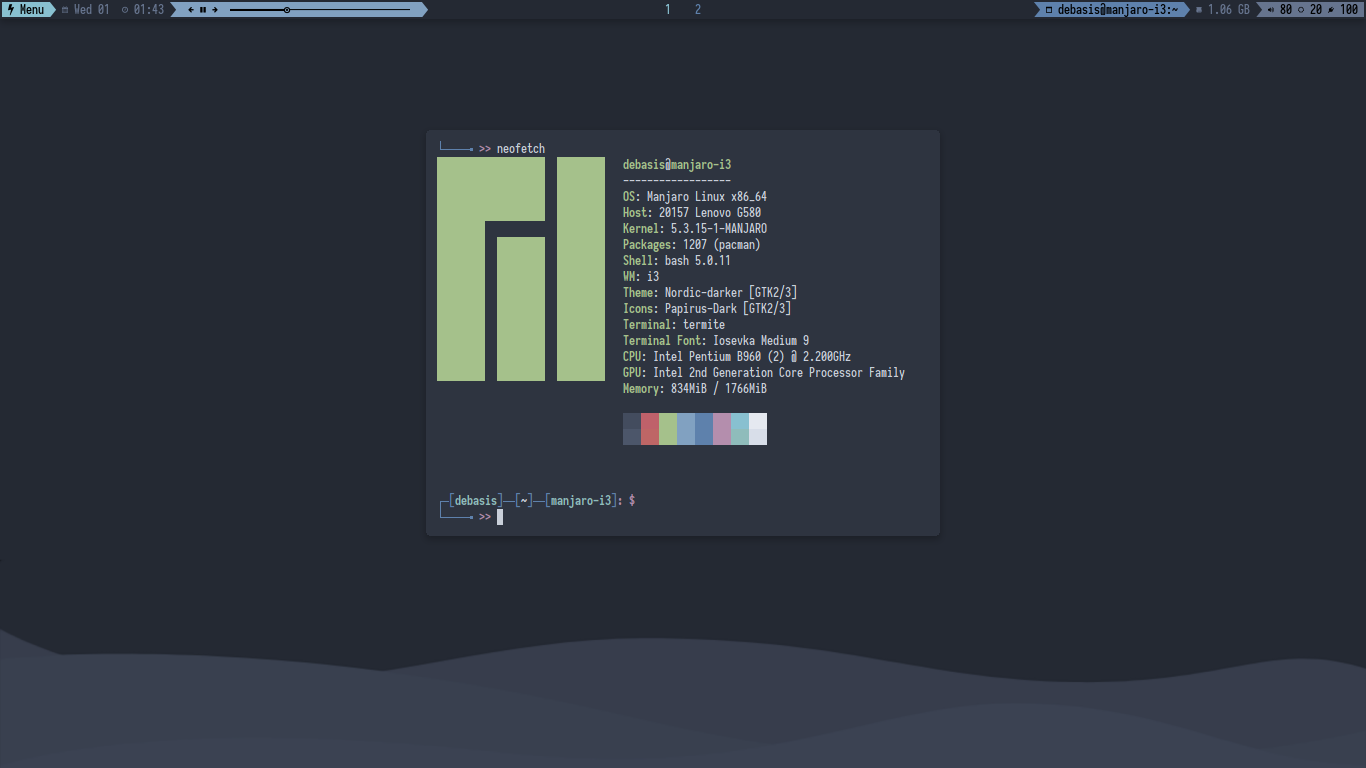 Menu Wed 01 01:43
1 2
debasis@manjaro-i3:~ 1.06 GB 80 20 100
>> neofetch
debasis@manjaro-i3
------------------
OS: Manjaro Linux x86_64
Host: 20157 Lenovo G580
Kernel: 5.3.15-1-MANJARO
Packages: 1207 (pacman)
Shell: bash 5.0.11
WM: i3
Theme: Nordic-darker [GTK2/3]
Icons: Papirus-Dark [GTK2/3]
Terminal: termite
Terminal Font: Iosevka Medium 9
CPU: Intel Pentium B960 (2) @ 2.200GHz
GPU: Intel 2nd Generation Core Processor Family
Memory: 834MiB / 1766MiB
┌─[debasis]──[~]──[manjaro-i3]: $
>>